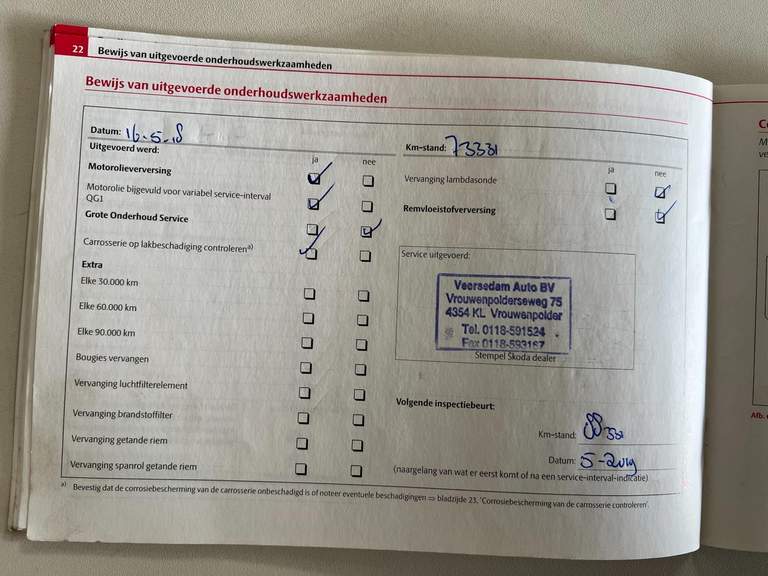 22 Bewijs van uitgevoerde onderhoudswerkzaamheden
Bewijs van uitgevoerde onderhoudswerkzaamheden
Datum: 16-5-18
Uitgevoerd werd:
ja nee
Motorolieverversing
Motorolie bijgevuld voor variabel service-interval
QG1
Grote Onderhoud Service
Carrosserie op lakbeschadiging controleren a)
Extra
Elke 30.000 km
Elke 60.000 km
Elke 90.000 km
Bougies vervangen
Vervanging luchtfilterelement
Vervanging brandstoffilter
Vervanging getande riem
Vervanging spanrol getande riem
Km-stand: 73331
ja nee
Vervanging lambdasonde
Remvloeistofverversing
Service uitgevoerd:
Veersedam Auto BV
Vrouwenpolderseweg 75
4354 KL Vrouwenpolder
Tel. 0118-591524
Fax 0118-593167
Stempel Škoda dealer
Volgende inspectiebeurt:
Km-stand: 88331
Datum: 5-2019
(naargelang van wat er eerst komt of na een service-interval-indicatie)
a) Bevestig dat de corrosiebescherming van de carrosserie onbeschadigd is of noteer eventuele beschadigingen ⇒ bladzijde 23, 'Corrosiebescherming van de carrosserie controleren'.